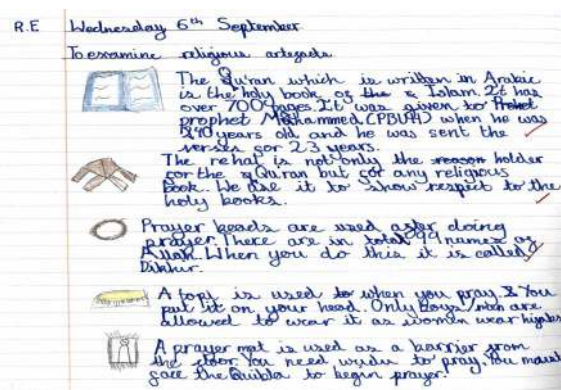 R.E Wednesday 6th September
To examine religious artefacts
The Qu'ran which is written in Arabic
is the holy book of the Islam. It has
over 700 pages. It was given to Prohet
prophet Mohammed (PBUH) when he was
40 years old and he was sent the
verses for 23 years.
The rehat is not only the reason holder
for the Qu'ran but for any religious
book. We use it to show respect to the
holy books.
Prayer beads are used after doing
prayer. There are in total 99 names of
Allah. When you do this it is called
Dikhur.
A topi is used to when you pray. You
put it on your head. Only boys/men are
allowed to wear it as women wear hijabs
A prayer mat is used as a barrier from
the floor. You need wudu to pray. You must
face the Quibla to begin prayer.